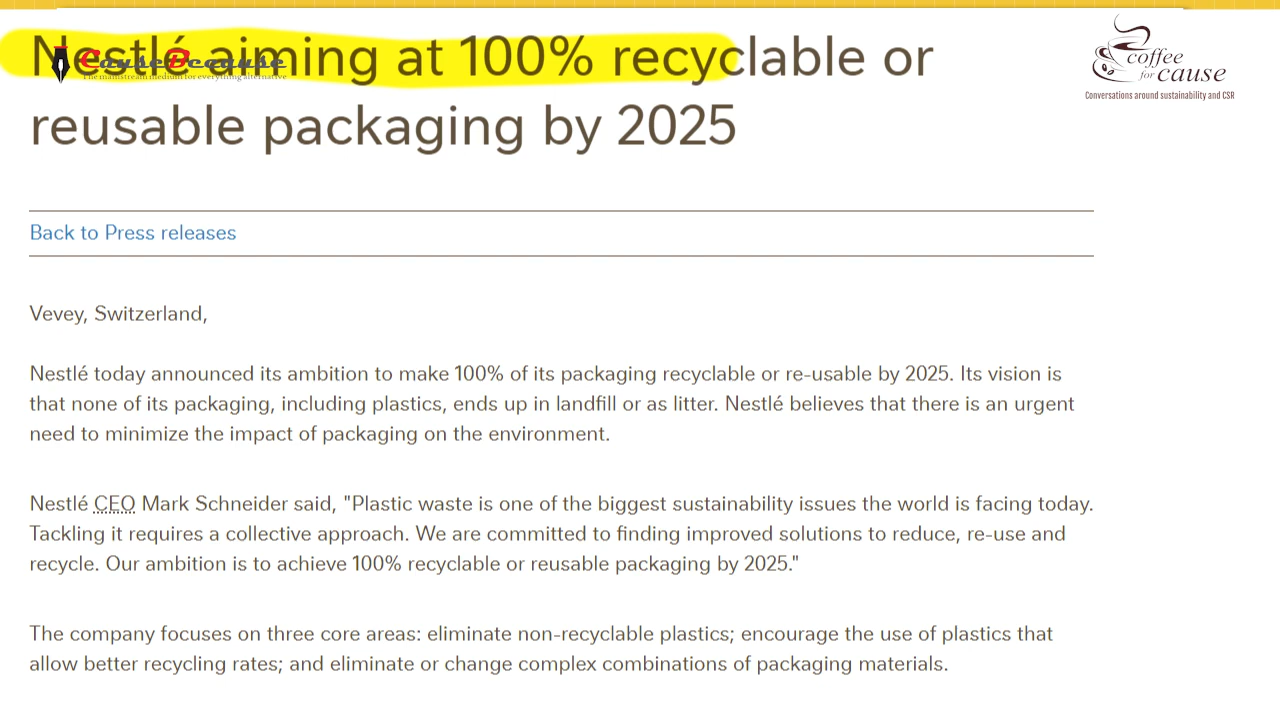 Nestlé aiming at 100% recyclable or
CauseBecause
The mainstream medium for everything alternative
coffee
for cause
Conversations around sustainability and CSR
reusable packaging by 2025
Back to Press releases
Vevey, Switzerland,
Nestlé today announced its ambition to make 100% of its packaging recyclable or re-usable by 2025. Its vision is
that none of its packaging, including plastics, ends up in landfill or as litter. Nestlé believes that there is an urgent
need to minimize the impact of packaging on the environment.
Nestlé CEO Mark Schneider said, "Plastic waste is one of the biggest sustainability issues the world is facing today.
Tackling it requires a collective approach. We are committed to finding improved solutions to reduce, re-use and
recycle. Our ambition is to achieve 100% recyclable or reusable packaging by 2025."
The company focuses on three core areas: eliminate non-recyclable plastics; encourage the use of plastics that
allow better recycling rates; and eliminate or change complex combinations of packaging materials.